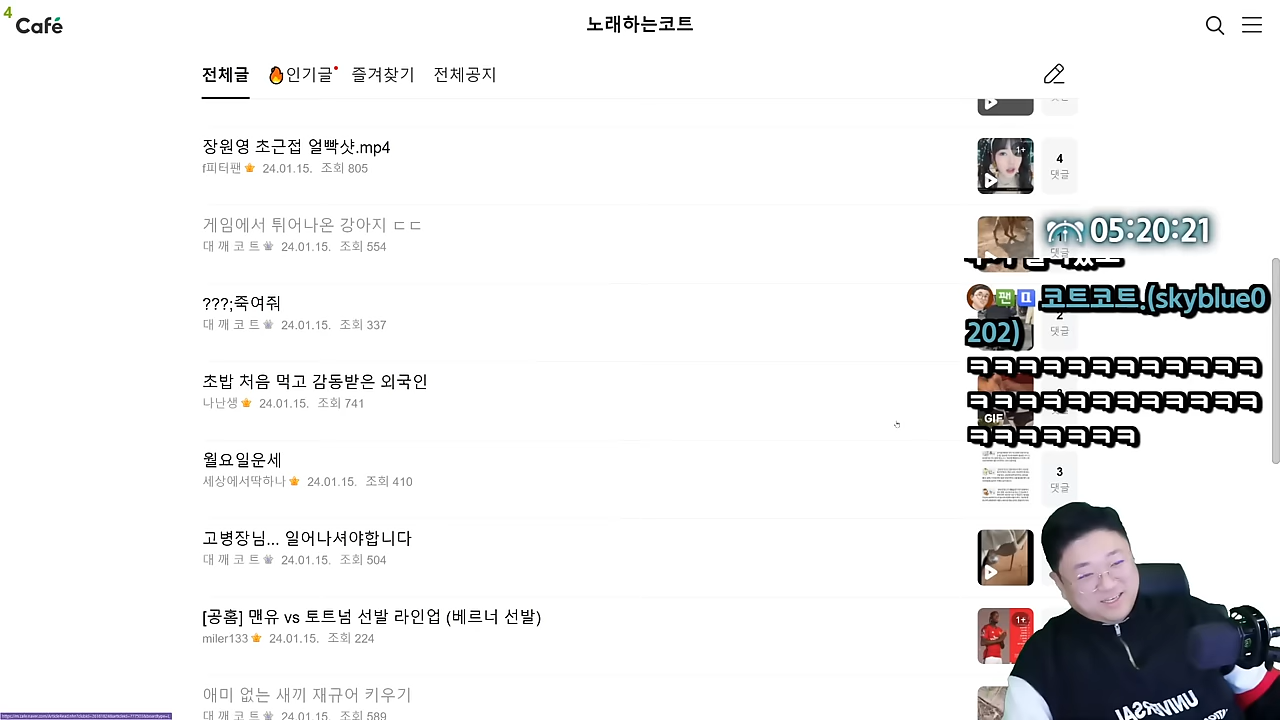 4
Café
노래하는코트
전체글
🔥인기글
즐겨찾기
전체공지
장원영 초근접 얼빡샷.mp4
f피터팬 24.01.15. 조회 805
1+
4
댓글
게임에서 튀어나온 강아지 ㄷㄷ
대 깨 코 트 24.01.15. 조회 554
댓글
05:20:21
???;죽여줘
대 깨 코 트 24.01.15. 조회 337
2
댓글
팬
코트코트.(skyblue0
202)
ㅋㅋㅋㅋㅋㅋㅋㅋㅋㅋㅋㅋ
ㅋㅋㅋㅋㅋㅋㅋㅋㅋㅋㅋㅋ
ㅋㅋㅋㅋㅋㅋㅋ
초밥 처음 먹고 감동받은 외국인
나난생 24.01.15. 조회 741
GIF
월요일운세
24.01.15. 조회 410
3
댓글
고병장님... 일어나셔야합니다
대 깨 코 트 24.01.15. 조회 504
[공홈] 맨유 vs 토트넘 선발 라인업 (베르너 선발)
miler133 24.01.15. 조회 224
1+
애미 없는 새끼 재규어 키우기
대 깨 코 트 24.01.15.
UNIVERSAL